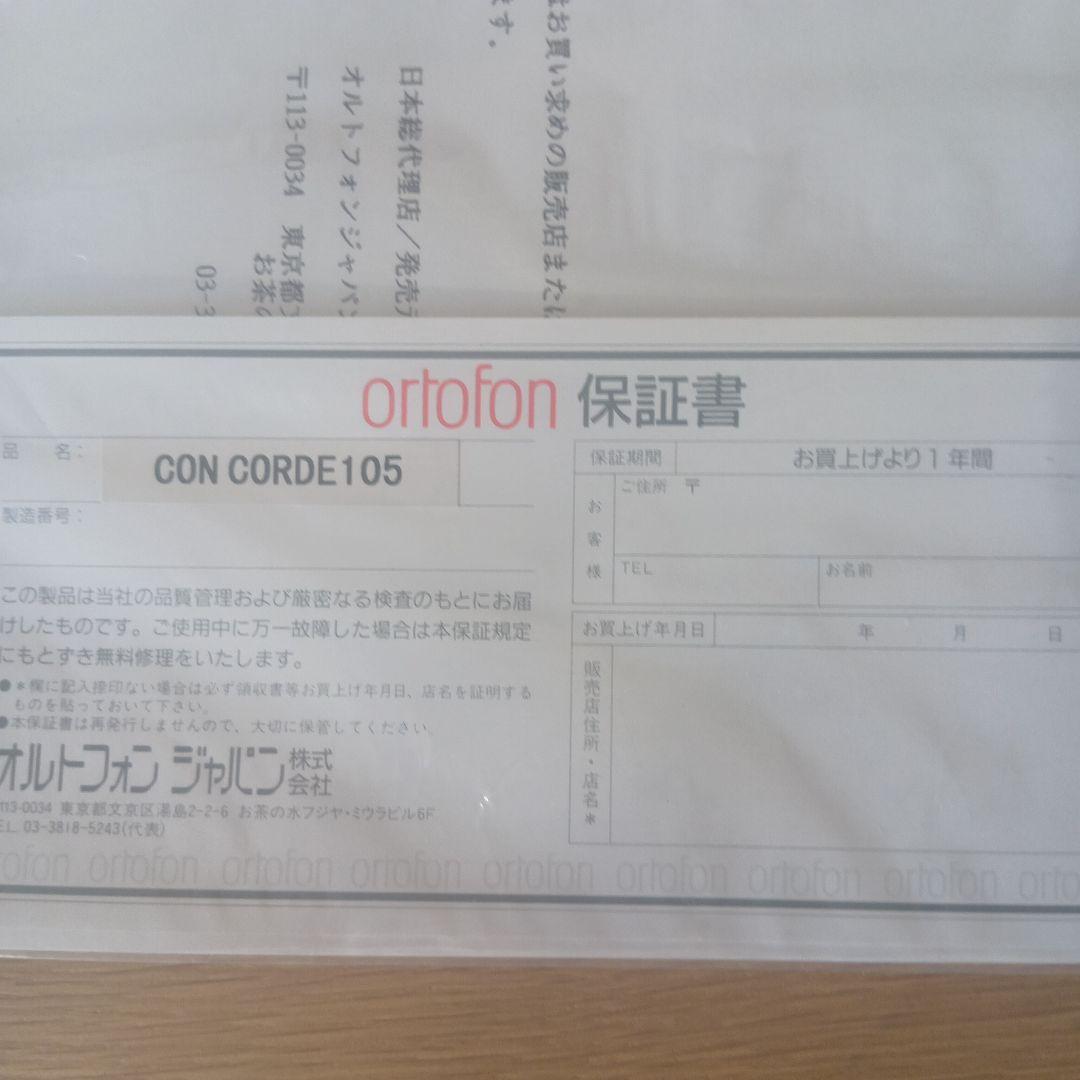 はお買い求めの販売店または
ます。
日本総代理店／発売
オルトフォンジャパン
〒113-0034 東京都
お茶の
03-3
ortofon 保証書
品 名：
CON CORDE105
製造番号：
この製品は当社の品質管理および厳密なる検査のもとにお届
けしたものです。ご使用中に万一故障した場合は本保証規定
にもとずき無料修理をいたします。
●＊欄に記入捺印ない場合は必ず領収書等お買上げ年月日、店名を証明する
ものを貼っておいて下さい。
●本保証書は再発行しませんので、大切に保管してください。
オルトフォン ジャパン株式会社
113-0034 東京都文京区湯島2-2-6 お茶の水フジヤ・ミウラビル6F
EL 03-3818-5243(代表)
保証期間 お買上げより1年間
お客様
ご住所 〒
TEL
お名前
お買上げ年月日 年 月 日
販売店住所・店名＊
ortofon ortofon ortofon ortofon ortofon ortofon ortofon ortofon orto